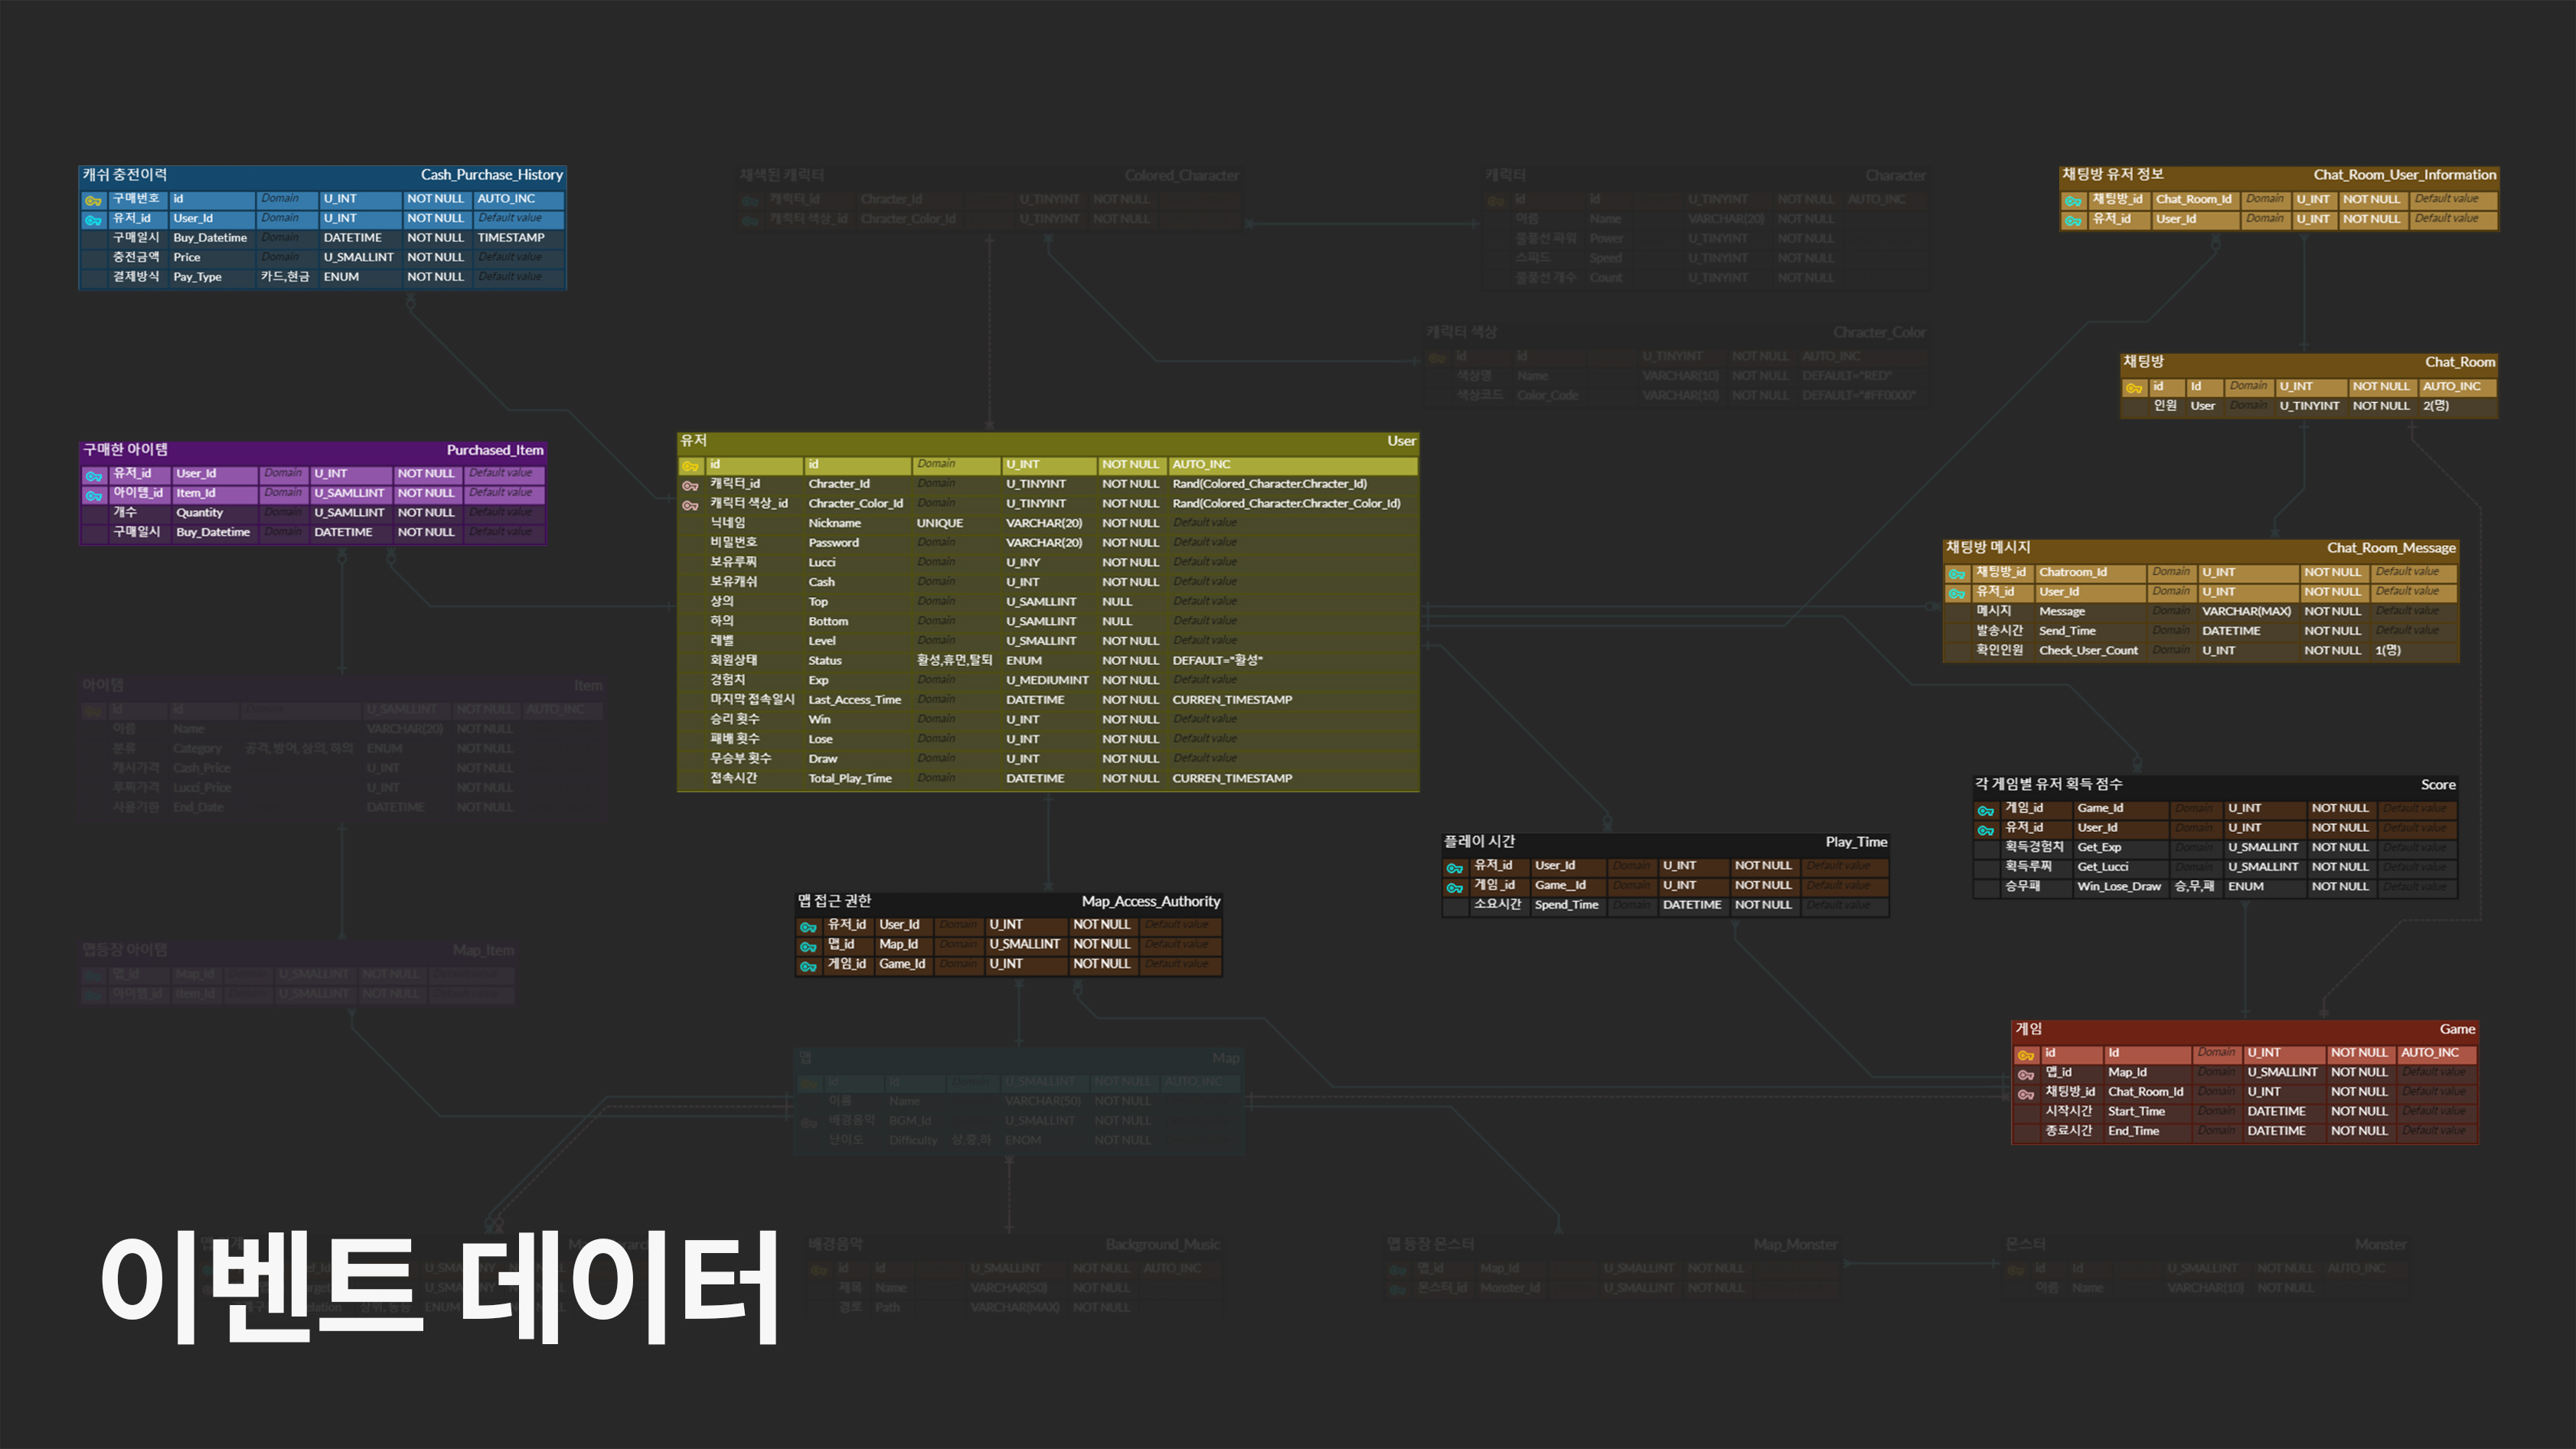 캐쉬 충전이력 Cash_Purchase_History
구매번호 id Domain U_INT NOT NULL AUTO_INC
유저_id User_Id Domain U_INT NOT NULL Default value
구매일시 Buy_Datetime Domain DATETIME NOT NULL TIMESTAMP
충전금액 Price Domain U_SMALLINT NOT NULL Default value
결제방식 Pay_Type 카드,현금 ENUM NOT NULL Default value
채색된 캐릭터 Colored_Character
캐릭터_id Chracter_Id U_TINYINT NOT NULL
캐릭터 색상_id Chracter_Color_Id U_TINYINT NOT NULL
캐릭터 Character
id id U_TINYINT NOT NULL AUTO_INC
이름 Name VARCHAR(20) NOT NULL
물풍선 파워 Power U_TINYINT NOT NULL
스피드 Speed U_TINYINT NOT NULL
물풍선 개수 Count U_TINYINT NOT NULL
캐릭터 색상 Chracter_Color
id id U_TINYINT NOT NULL AUTO_INC
색상명 Name VARCHAR(10) NOT NULL DEFAULT="RED"
색상코드 Color_Code VARCHAR(10) NOT NULL DEFAULT="#FF0000"
채팅방 유저 정보 Chat_Room_User_Information
채팅방_id Chat_Room_Id Domain U_INT NOT NULL Default value
유저_id User_Id Domain U_INT NOT NULL Default value
채팅방 Chat_Room
id Id Domain U_INT NOT NULL AUTO_INC
인원 User Domain U_TINYINT NOT NULL 2(명)
구매한 아이템 Purchased_Item
유저_id User_Id Domain U_INT NOT NULL Default value
아이템_id Item_Id Domain U_SAMLLINT NOT NULL Default value
개수 Quantity Domain U_SAMLLINT NOT NULL Default value
구매일시 Buy_Datetime Domain DATETIME NOT NULL Default value
유저 User
id id Domain U_INT NOT NULL AUTO_INC
캐릭터_id Chracter_Id Domain U_TINYINT NOT NULL Rand(Colored_Character.Chracter_Id)
캐릭터 색상_id Chracter_Color_Id Domain U_TINYINT NOT NULL Rand(Colored_Character.Chracter_Color_Id)
닉네임 Nickname UNIQUE VARCHAR(20) NOT NULL Default value
비밀번호 Password Domain VARCHAR(20) NOT NULL Default value
보유루찌 Lucci Domain U_INY NOT NULL Default value
보유캐쉬 Cash Domain U_INT NOT NULL Default value
상의 Top Domain U_SAMLLINT NULL Default value
하의 Bottom Domain U_SAMLLINT NULL Default value
레벨 Level Domain U_SMALLINT NOT NULL Default value
회원상태 Status 활성,휴면,탈퇴 ENUM NOT NULL DEFAULT="활성"
경험치 Exp Domain U_MEDIUMINT NOT NULL Default value
마지막 접속일시 Last_Access_Time Domain DATETIME NOT NULL CURREN_TIMESTAMP
승리 횟수 Win Domain U_INT NOT NULL Default value
패배 횟수 Lose Domain U_INT NOT NULL Default value
무승부 횟수 Draw Domain U_INT NOT NULL Default value
접속시간 Total_Play_Time Domain DATETIME NOT NULL CURREN_TIMESTAMP
채팅방 메시지 Chat_Room_Message
채팅방_id Chatroom_Id Domain U_INT NOT NULL Default value
유저_id User_Id Domain U_INT NOT NULL Default value
메시지 Message Domain VARCHAR(MAX) NOT NULL Default value
발송시간 Send_Time Domain DATETIME NOT NULL Default value
확인인원 Check_User_Count Domain U_INT NOT NULL 1(명)
아이템 Item
id id Domain U_SAMLLINT NOT NULL AUTO_INC
이름 Name VARCHAR(20) NOT NULL
분류 Category 공격, 방어, 상의, 하의 ENUM NOT NULL
캐시가격 Cash_Price U_INT NOT NULL
루찌가격 Lucci_Price U_INT NOT NULL
사용기한 End_Date DATETIME NOT NULL
각 게임별 유저 획득 점수 Score
게임_id Game_Id Domain U_INT NOT NULL Default value
유저_id User_Id Domain U_INT NOT NULL Default value
획득경험치 Get_Exp Domain U_SMALLINT NOT NULL Default value
획득루찌 Get_Lucci Domain U_SMALLINT NOT NULL Default value
승무패 Win_Lose_Draw 승,무,패 ENUM NOT NULL Default value
플레이 시간 Play_Time
유저_id User_Id Domain U_INT NOT NULL Default value
게임_id Game__Id Domain U_INT NOT NULL Default value
소요시간 Spend_Time Domain DATETIME NOT NULL Default value
맵 접근 권한 Map_Access_Authority
유저_id User_Id Domain U_INT NOT NULL Default value
맵_id Map_Id Domain U_SMALLINT NOT NULL Default value
게임_id Game_Id Domain U_INT NOT NULL Default value
맵등장 아이템 Map_Item
맵_id Map_Id Domain U_SMALLINT NOT NULL
아이템_id Item_Id Domain U_SMALLINT NOT NULL
맵 Map
id id Domain U_SMALLINT NOT NULL AUTO_INC
이름 Name VARCHAR(50) NOT NULL
배경음악 BGM_Id U_SMALLINT NOT NULL
난이도 Difficulty 상,중,하 ENOM NOT NULL
게임 Game
id Id Domain U_INT NOT NULL AUTO_INC
맵_id Map_Id Domain U_SMALLINT NOT NULL Default value
채팅방_id Chat_Room_Id Domain U_INT NOT NULL Default value
시작시간 Start_Time Domain DATETIME NOT NULL Default value
종료시간 End_Time Domain DATETIME NOT NULL Default value
이벤트 데이터
배경음악 Background_Music
id id U_SMALLINT NOT NULL AUTO_INC
제목 Name VARCHAR(50) NOT NULL
경로 Path VARCHAR(MAX) NOT NULL
맵 등장 몬스터 Map_Monster
맵_id Map_Id U_SMALLINT NOT NULL
몬스터_id Monster_Id U_SMALLINT NOT NULL
몬스터 Monster
id Id U_SMALLINT NOT NULL AUTO_INC
이름 Name VARCHAR(10) NOT NULL